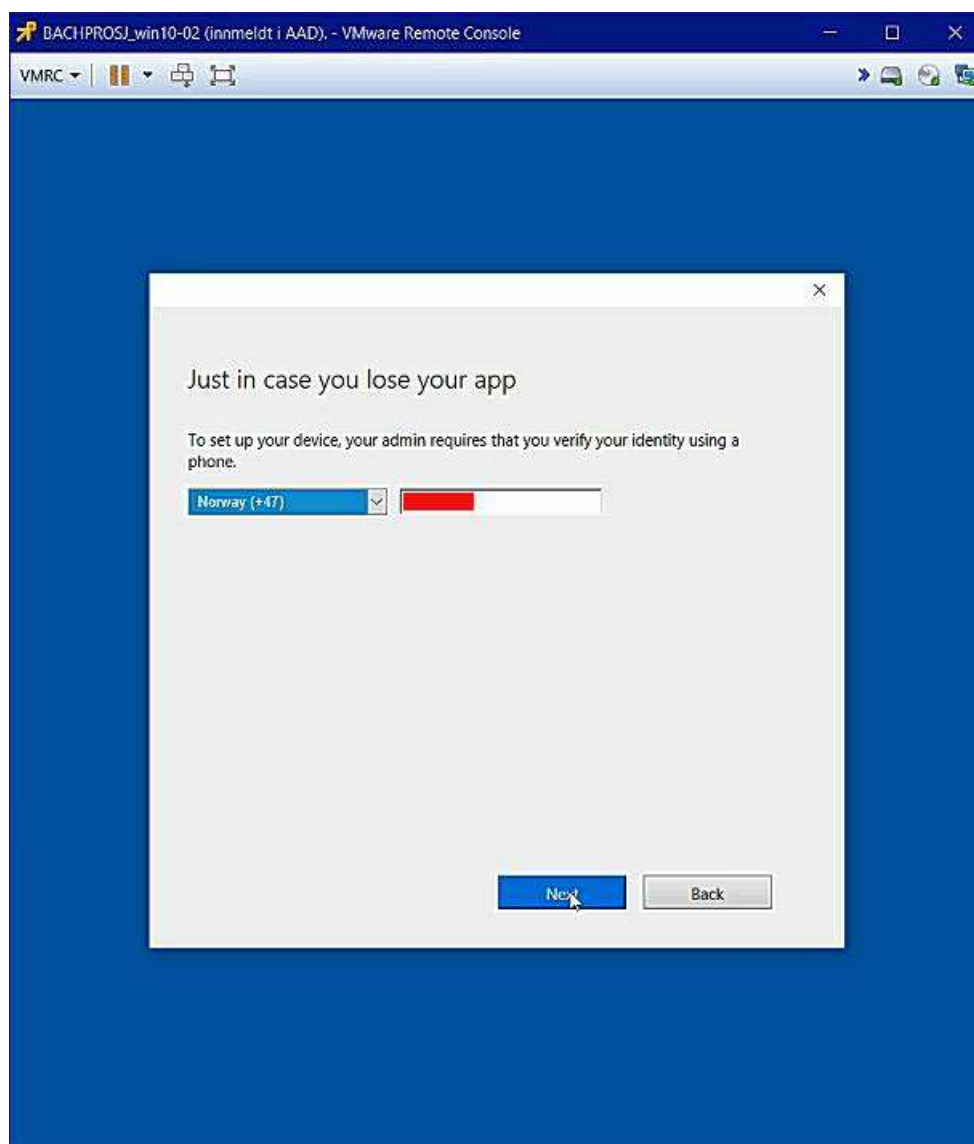 BACHPROSJ_win10-02 (innmeldt i AAD). - VMware Remote Console
VMRC
Just in case you lose your app
To set up your device, your admin requires that you verify your identity using a
phone.
Norway (+47)
Next
Back